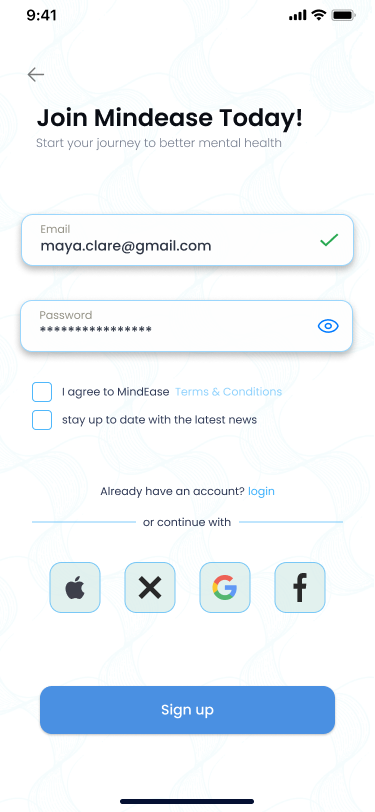 9:41
Join Mindease Today!
Start your journey to better mental health
Email
maya.clare@gmail.com
Password
****************
I agree to MindEase Terms & Conditions
stay up to date with the latest news
Already have an account? login
or continue with
Sign up